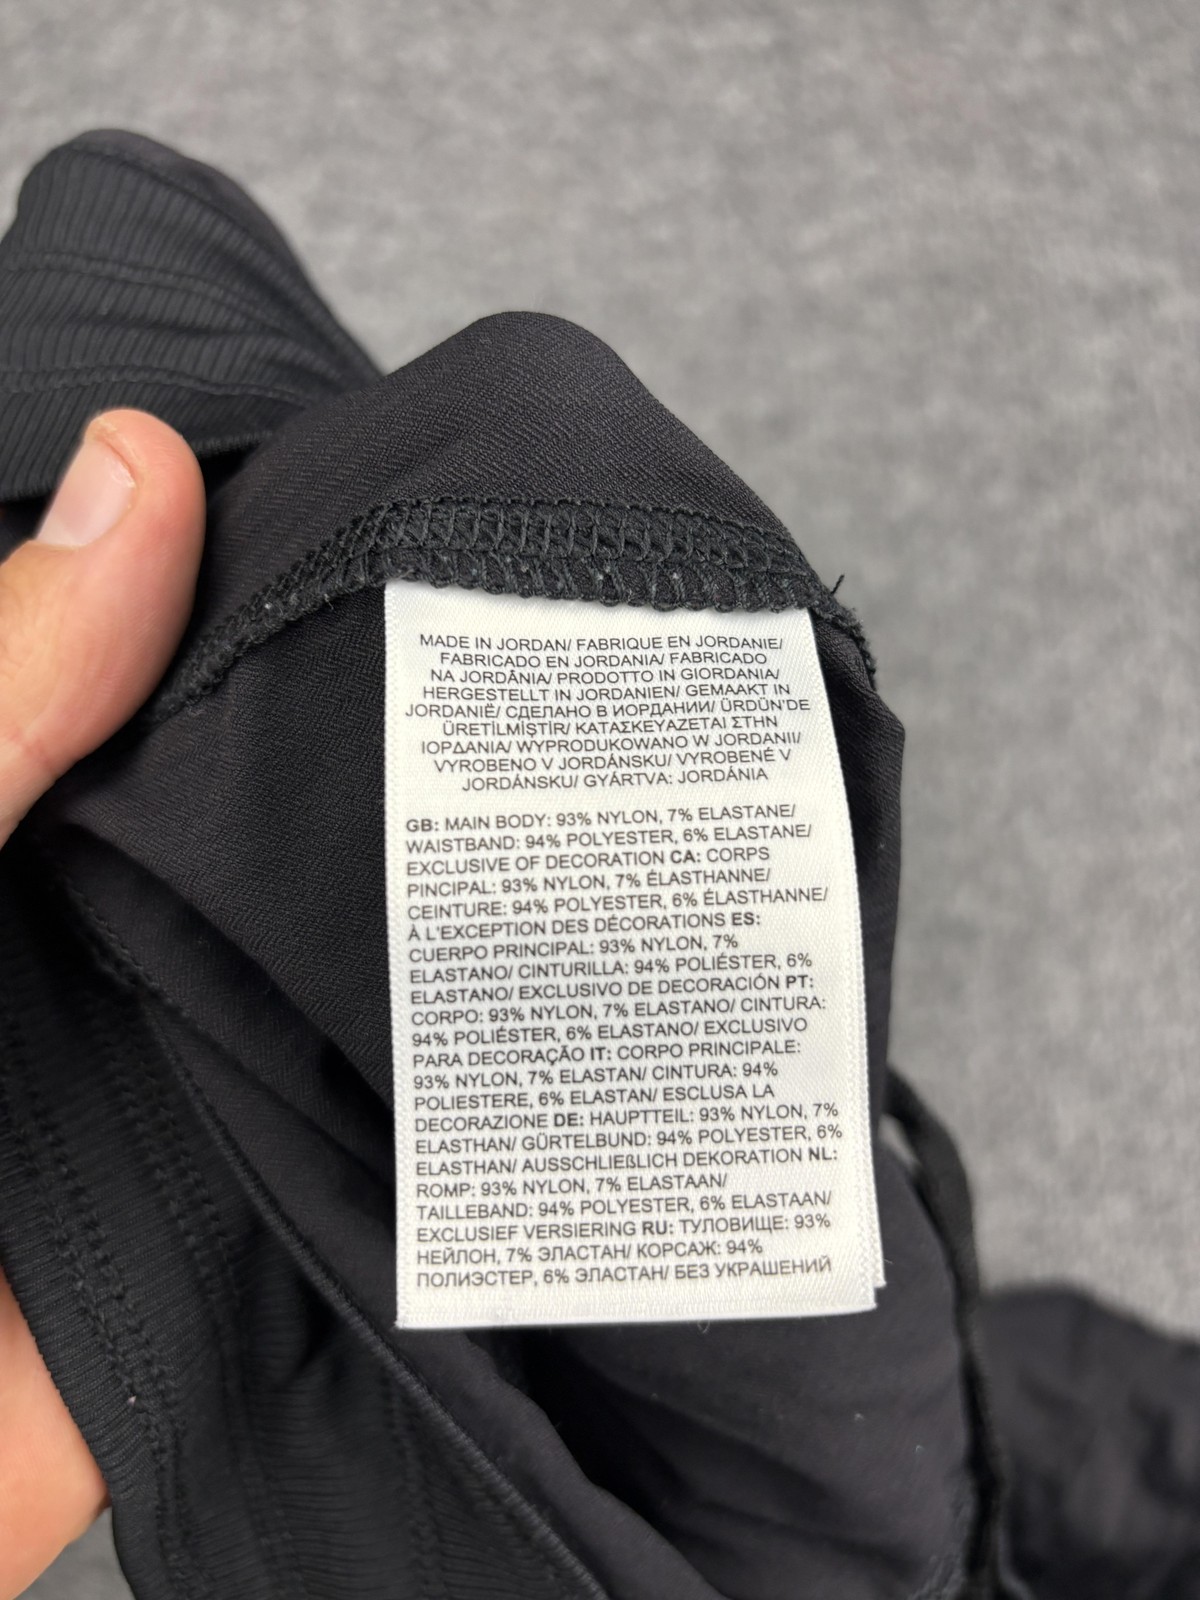 MADE IN JORDAN/ FABRIQUE EN JORDANIE/
FABRICADO EN JORDANIA/ FABRICADO
NA JORDÂNIA/ PRODOTTO IN GIORDANIA/
HERGESTELLT IN JORDANIEN/ GEMAAKT IN
JORDANIË/ СДЕЛАНО В ИОРДАНИИ/ ÜRDÜN'DE
ÜRETİLMİŞTİR/ ΚΑΤΑΣΚΕΥΑΖΕΤΑΙ ΣΤΗΝ
ΙΟΡΔΑΝΙΑ/ WYPRODUKOWANO W JORDANII/
VYROBENO V JORDÁNSKU/ VYROBENÉ V
JORDÁNSKU/ GYÁRTVA: JORDÁNIA
GB: MAIN BODY: 93% NYLON, 7% ELASTANE/
WAISTBAND: 94% POLYESTER, 6% ELASTANE/
EXCLUSIVE OF DECORATION CA: CORPS
PINCIPAL: 93% NYLON, 7% ÉLASTHANNE/
CEINTURE: 94% POLYESTER, 6% ÉLASTHANNE/
À L'EXCEPTION DES DÉCORATIONS ES:
CUERPO PRINCIPAL: 93% NYLON, 7%
ELASTANO/ CINTURILLA: 94% POLIÉSTER, 6%
ELASTANO/ EXCLUSIVO DE DECORACIÓN PT:
CORPO: 93% NYLON, 7% ELASTANO/ CINTURA:
94% POLIÉSTER, 6% ELASTANO/ EXCLUSIVO
PARA DECORAÇÃO IT: CORPO PRINCIPALE:
93% NYLON, 7% ELASTAN/ CINTURA: 94%
POLIESTERE, 6% ELASTAN/ ESCLUSA LA
DECORAZIONE DE: HAUPTTEIL: 93% NYLON, 7%
ELASTHAN/ GÜRTELBUND: 94% POLYESTER, 6%
ELASTHAN/ AUSSCHLIEßLICH DEKORATION NL:
ROMP: 93% NYLON, 7% ELASTAAN/
TAILLEBAND: 94% POLYESTER, 6% ELASTAAN/
EXCLUSIEF VERSIERING RU: ТУЛОВИЩЕ: 93%
НЕЙЛОН, 7% ЭЛАСТАН/ КОРСАЖ: 94%
ПОЛИЭСТЕР, 6% ЭЛАСТАН/ БЕЗ УКРАШЕНИЙ